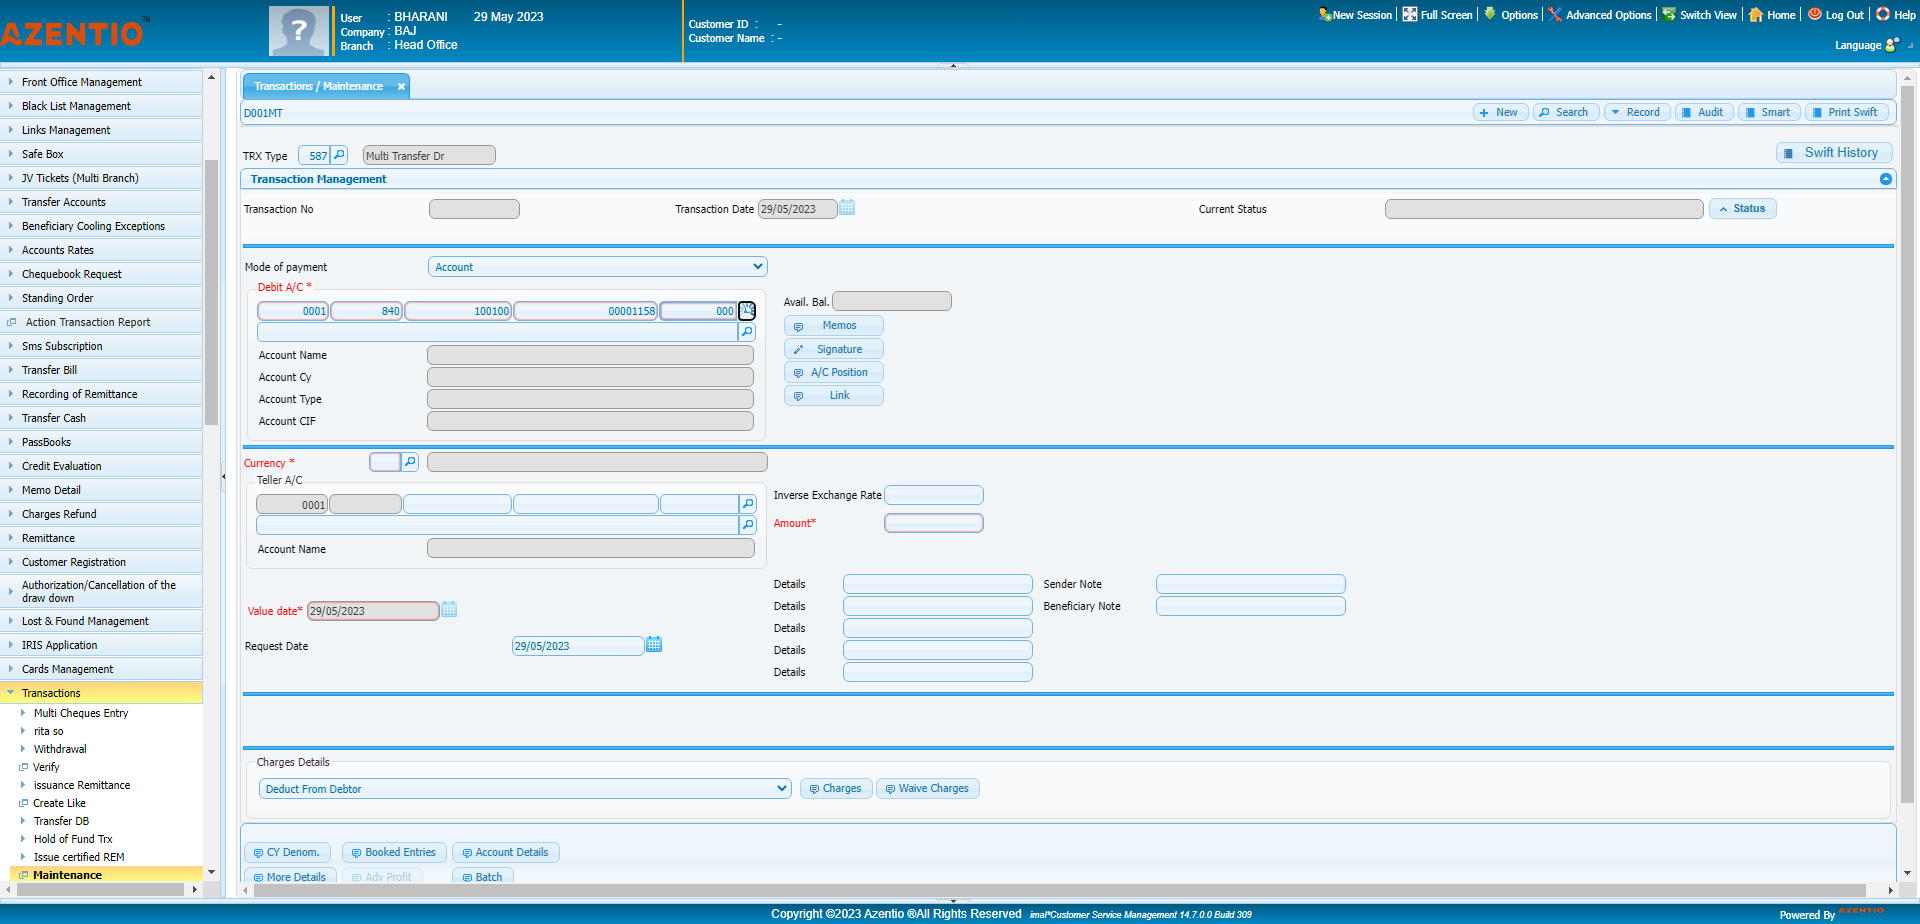 AZENTIO™
User : BHARANI 29 May 2023
Company : BAJ
Branch : Head Office
Customer ID : -
Customer Name : -
New Session Full Screen Options Advanced Options Switch View Home Log Out Help
Language
Front Office Management
Black List Management
Links Management
Safe Box
JV Tickets (Multi Branch)
Transfer Accounts
Beneficiary Cooling Exceptions
Accounts Rates
Chequebook Request
Standing Order
Action Transaction Report
Sms Subscription
Transfer Bill
Recording of Remittance
Transfer Cash
PassBooks
Credit Evaluation
Memo Detail
Charges Refund
Remittance
Customer Registration
Authorization/Cancellation of the
draw down
Lost & Found Management
IRIS Application
Cards Management
Transactions
Multi Cheques Entry
rita so
Withdrawal
Verify
issuance Remittance
Create Like
Transfer DB
Hold of Fund Trx
Issue certified REM
Maintenance
Transactions / Maintenance
D001MT
New Search Record Audit Smart Print Swift
TRX Type 587 Multi Transfer Dr
Swift History
Transaction Management
Transaction No Transaction Date 29/05/2023 Current Status Status
Mode of payment Account
Debit A/C *
0001 840 100100 00001158 000
Avail. Bal.
Memos
Signature
A/C Position
Link
Account Name
Account Cy
Account Type
Account CIF
Currency *
Teller A/C
0001
Account Name
Inverse Exchange Rate
Amount*
Value date* 29/05/2023
Request Date 29/05/2023
Details Sender Note
Details Beneficiary Note
Details
Details
Details
Charges Details
Deduct From Debtor Charges Waive Charges
CY Denom. Booked Entries Account Details
More Details Adv Profit Batch
Copyright ©2023 Azentio ®All Rights Reserved imal*Customer Service Management 14.7.0.0 Build 309
Powered By AZENTIO